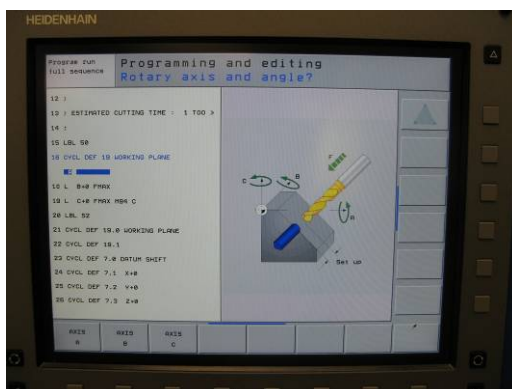 HEIDENHAIN
Program run
full sequence
Programming and editing
Rotary axis and angle?
12 ;
13 ; ESTIMATED CUTTING TIME : 1 TOO >
14 ;
15 LBL 50
16 CYCL DEF 19 WORKING PLANE
18 L B+0 FMAX
19 L C+0 FMAX M94 C
20 LBL 52
21 CYCL DEF 19.0 WORKING PLANE
22 CYCL DEF 19.1
23 CYCL DEF 7.0 DATUM SHIFT
24 CYCL DEF 7.1 X+0
25 CYCL DEF 7.2 Y+0
26 CYCL DEF 7.3 Z+0
C
B
F
Set up
AXIS
A
AXIS
B
AXIS
C